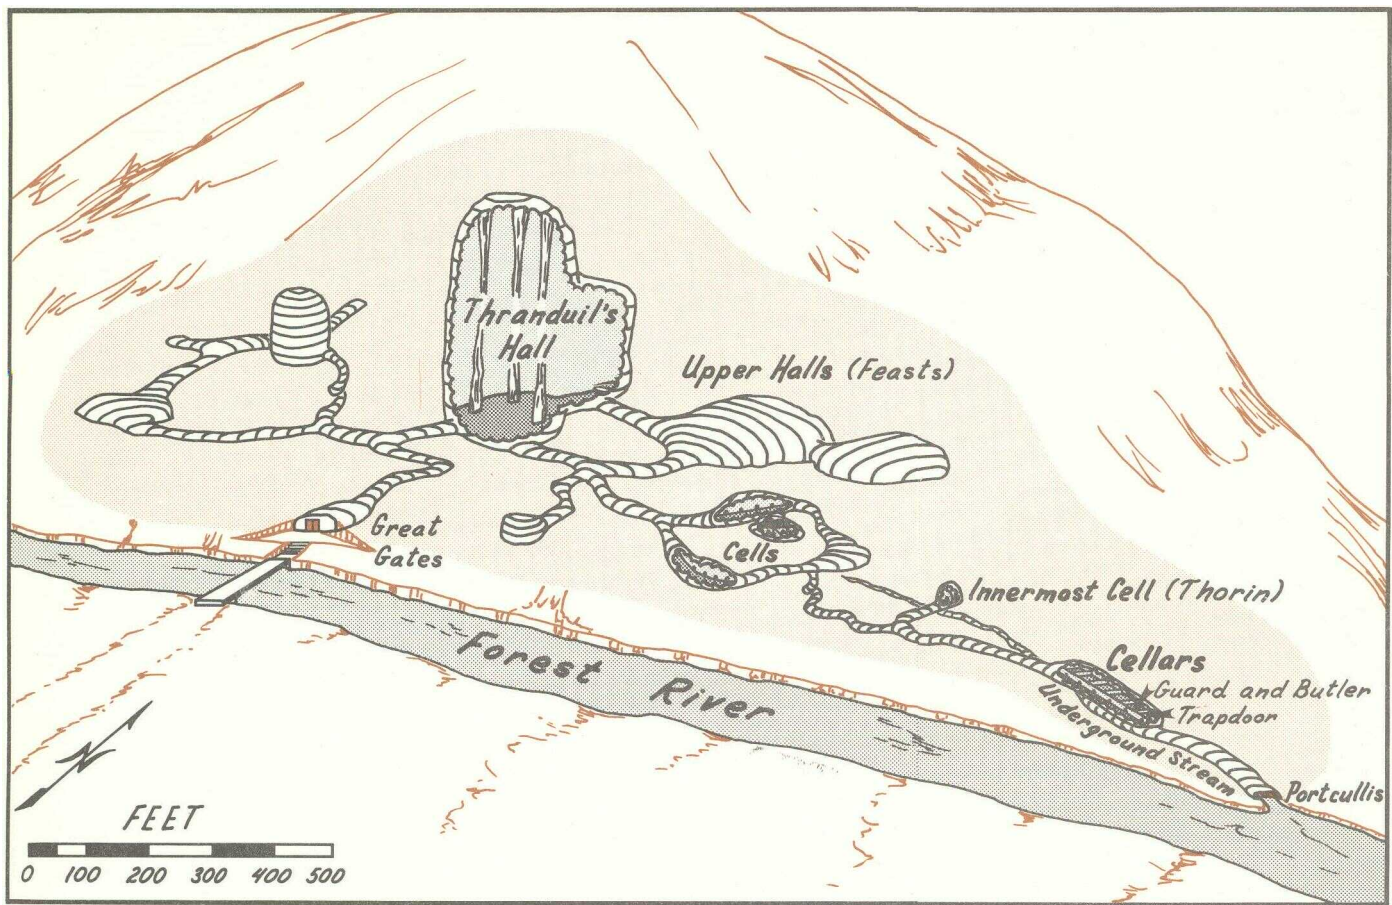 Thranduil's
Hall
Upper Halls (Feasts)
Great
Gates
Cells
Innermost Cell (Thorin)
Cellars
Guard and Butler
Trapdoor
Underground Stream
Portcullis
Forest River
N
FEET
0 100 200 300 400 500